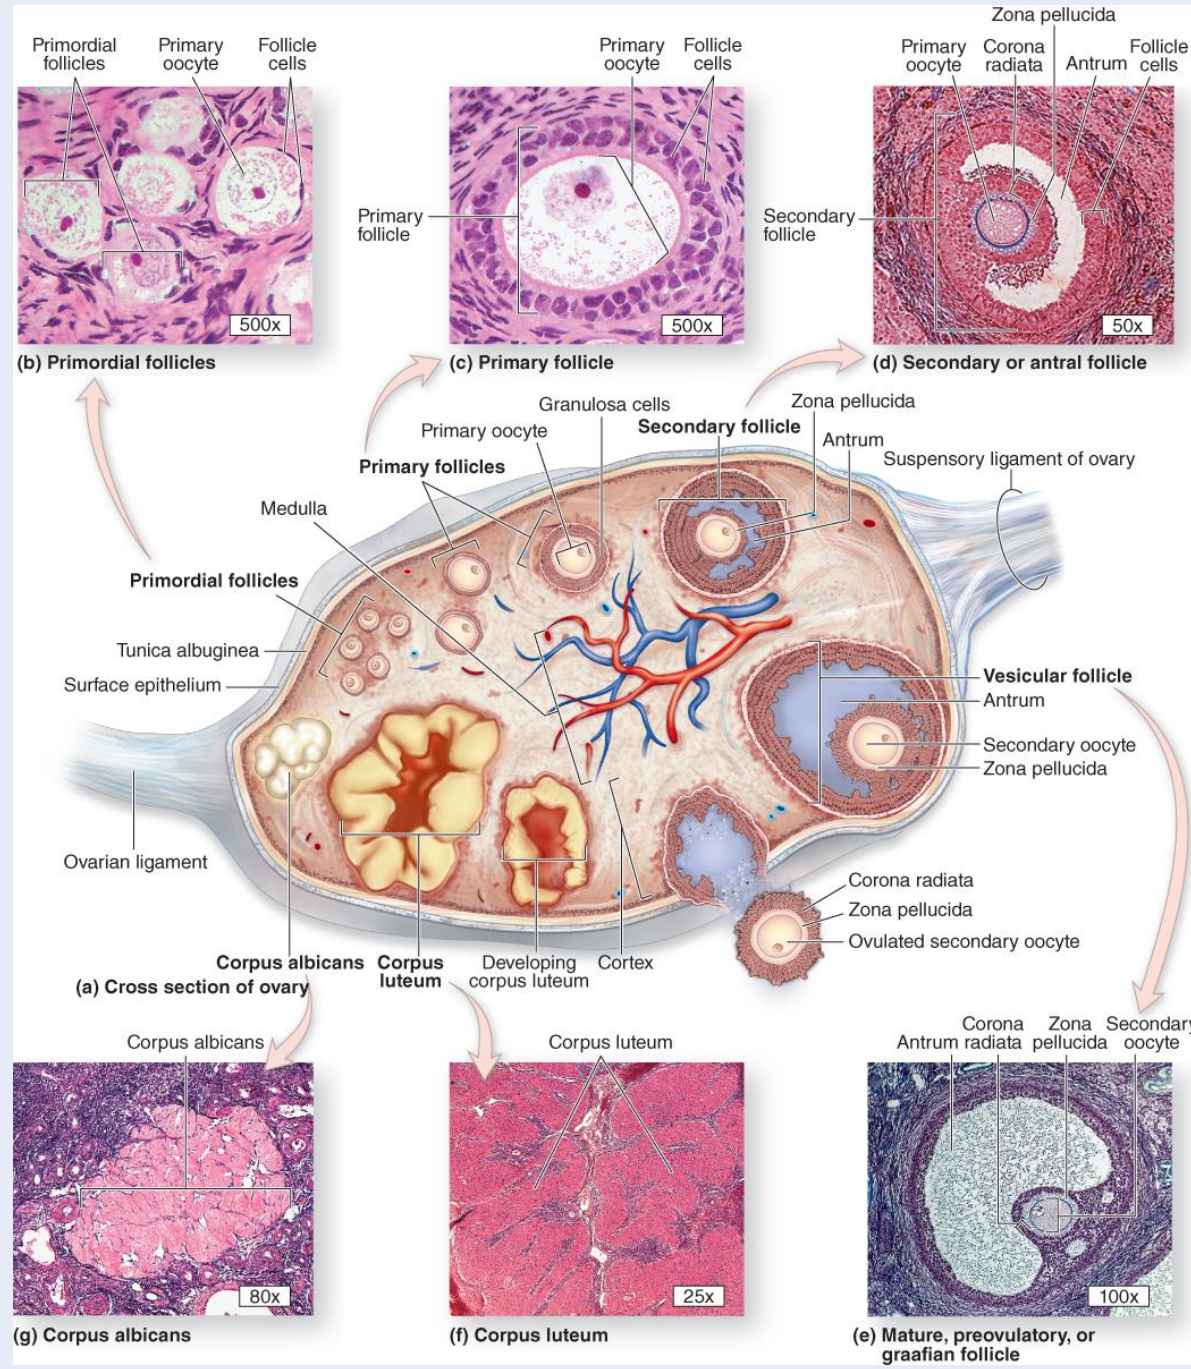 Zona pellucida
Primordial
follicles
Primary
oocyte
Follicle
cells
Primary
oocyte
Follicle
cells
Primary
oocyte
Corona
radiata
Antrum
Follicle
cells
Primary
follicle
Secondary
follicle
500x
500x
50x
(b) Primordial follicles
(c) Primary follicle
(d) Secondary or antral follicle
Granulosa cells
Primary oocyte
Primary follicles
Medulla
Secondary follicle
Zona pellucida
Antrum
Suspensory ligament of ovary
Primordial follicles
Tunica albuginea
Surface epithelium
Vesicular follicle
Antrum
Secondary oocyte
Zona pellucida
Ovarian ligament
Corona radiata
Zona pellucida
Ovulated secondary oocyte
Corpus albicans
Corpus
luteum
Developing
corpus luteum
Cortex
(a) Cross section of ovary
Corpus albicans
Corpus luteum
Antrum
Corona
radiata
Zona
pellucida
Secondary
oocyte
80x
25x
100x
(g) Corpus albicans
(f) Corpus luteum
(e) Mature, preovulatory, or
graafian follicle